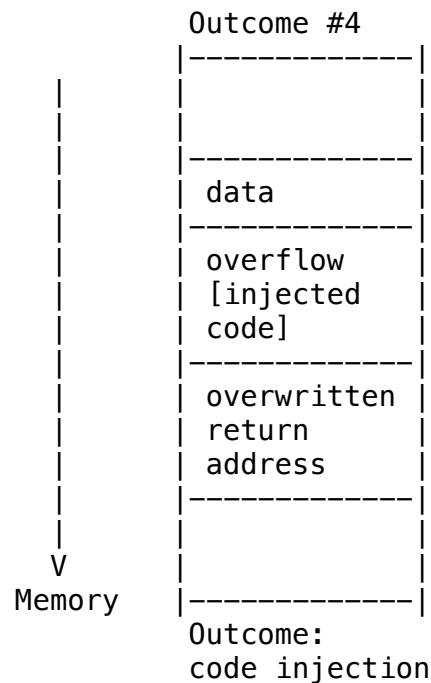 Outcome #4
data
overflow
[injected
code]
overwritten
return
address
V
Memory
Outcome:
code injection